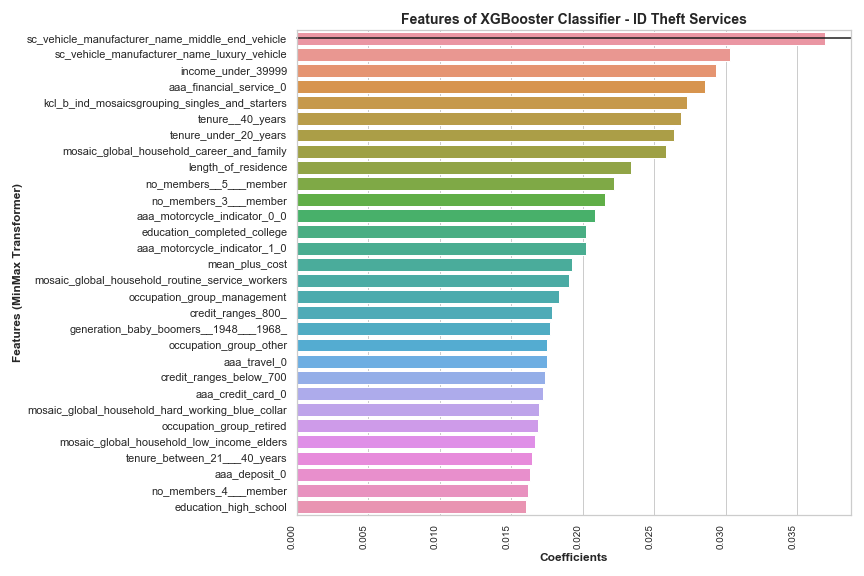 Features of XGBooster Classifier - ID Theft Services
sc_vehicle_manufacturer_name_middle_end_vehicle
sc_vehicle_manufacturer_name_luxury_vehicle
income_under_39999
aaa_financial_service_0
kcl_b_ind_mosaicsgrouping_singles_and_starters
tenure__40_years
tenure_under_20_years
mosaic_global_household_career_and_family
length_of_residence
no_members__5___member
no_members_3___member
aaa_motorcycle_indicator_0_0
education_completed_college
aaa_motorcycle_indicator_1_0
mean_plus_cost
mosaic_global_household_routine_service_workers
occupation_group_management
credit_ranges_800_
generation_baby_boomers__1948___1968_
occupation_group_other
aaa_travel_0
credit_ranges_below_700
aaa_credit_card_0
mosaic_global_household_hard_working_blue_collar
occupation_group_retired
mosaic_global_household_low_income_elders
tenure_between_21___40_years
aaa_deposit_0
no_members_4___member
education_high_school
Features (MinMax Transformer)
0.000
0.005
0.010
0.015
0.020
0.025
0.030
0.035
Coefficients